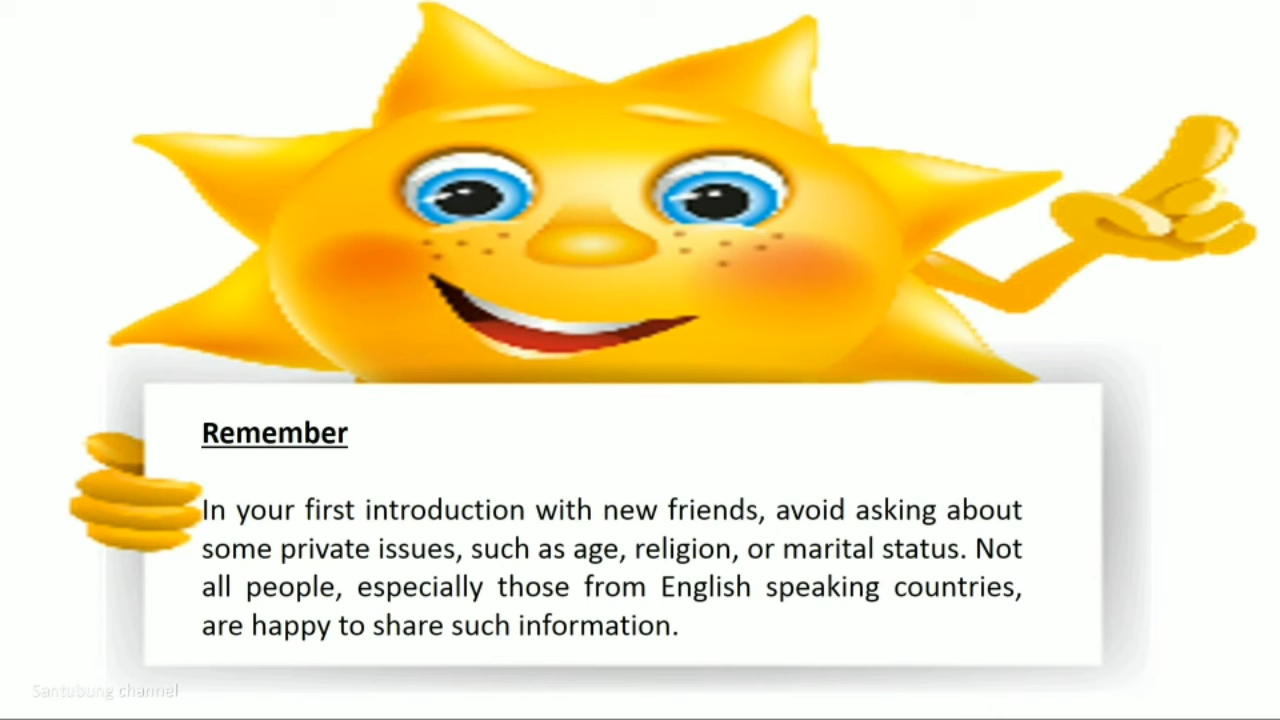 Remember
In your first introduction with new friends, avoid asking about
some private issues, such as age, religion, or marital status. Not
all people, especially those from English speaking countries,
are happy to share such information.
Santubung channel